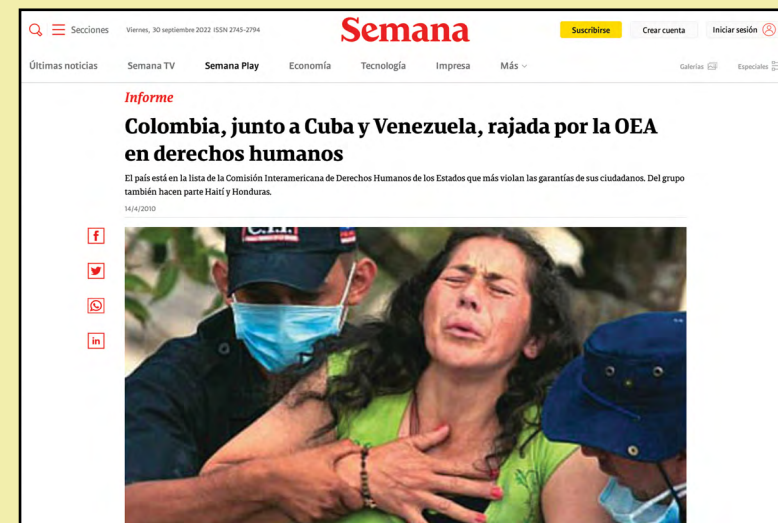 Secciones
Viernes, 30 septiembre 2022 ISSN 2745-2794
Semana
Suscribirse
Crear cuenta
Iniciar sesión
Últimas noticias
Semana TV
Semana Play
Economía
Tecnología
Impresa
Más
Galerías
Especiales
Informe
Colombia, junto a Cuba y Venezuela, rajada por la OEA
en derechos humanos
El país está en la lista de la Comisión Interamericana de Derechos Humanos de los Estados que más violan las garantías de sus ciudadanos. Del grupo
también hacen parte Haití y Honduras.
14/4/2010
f
in